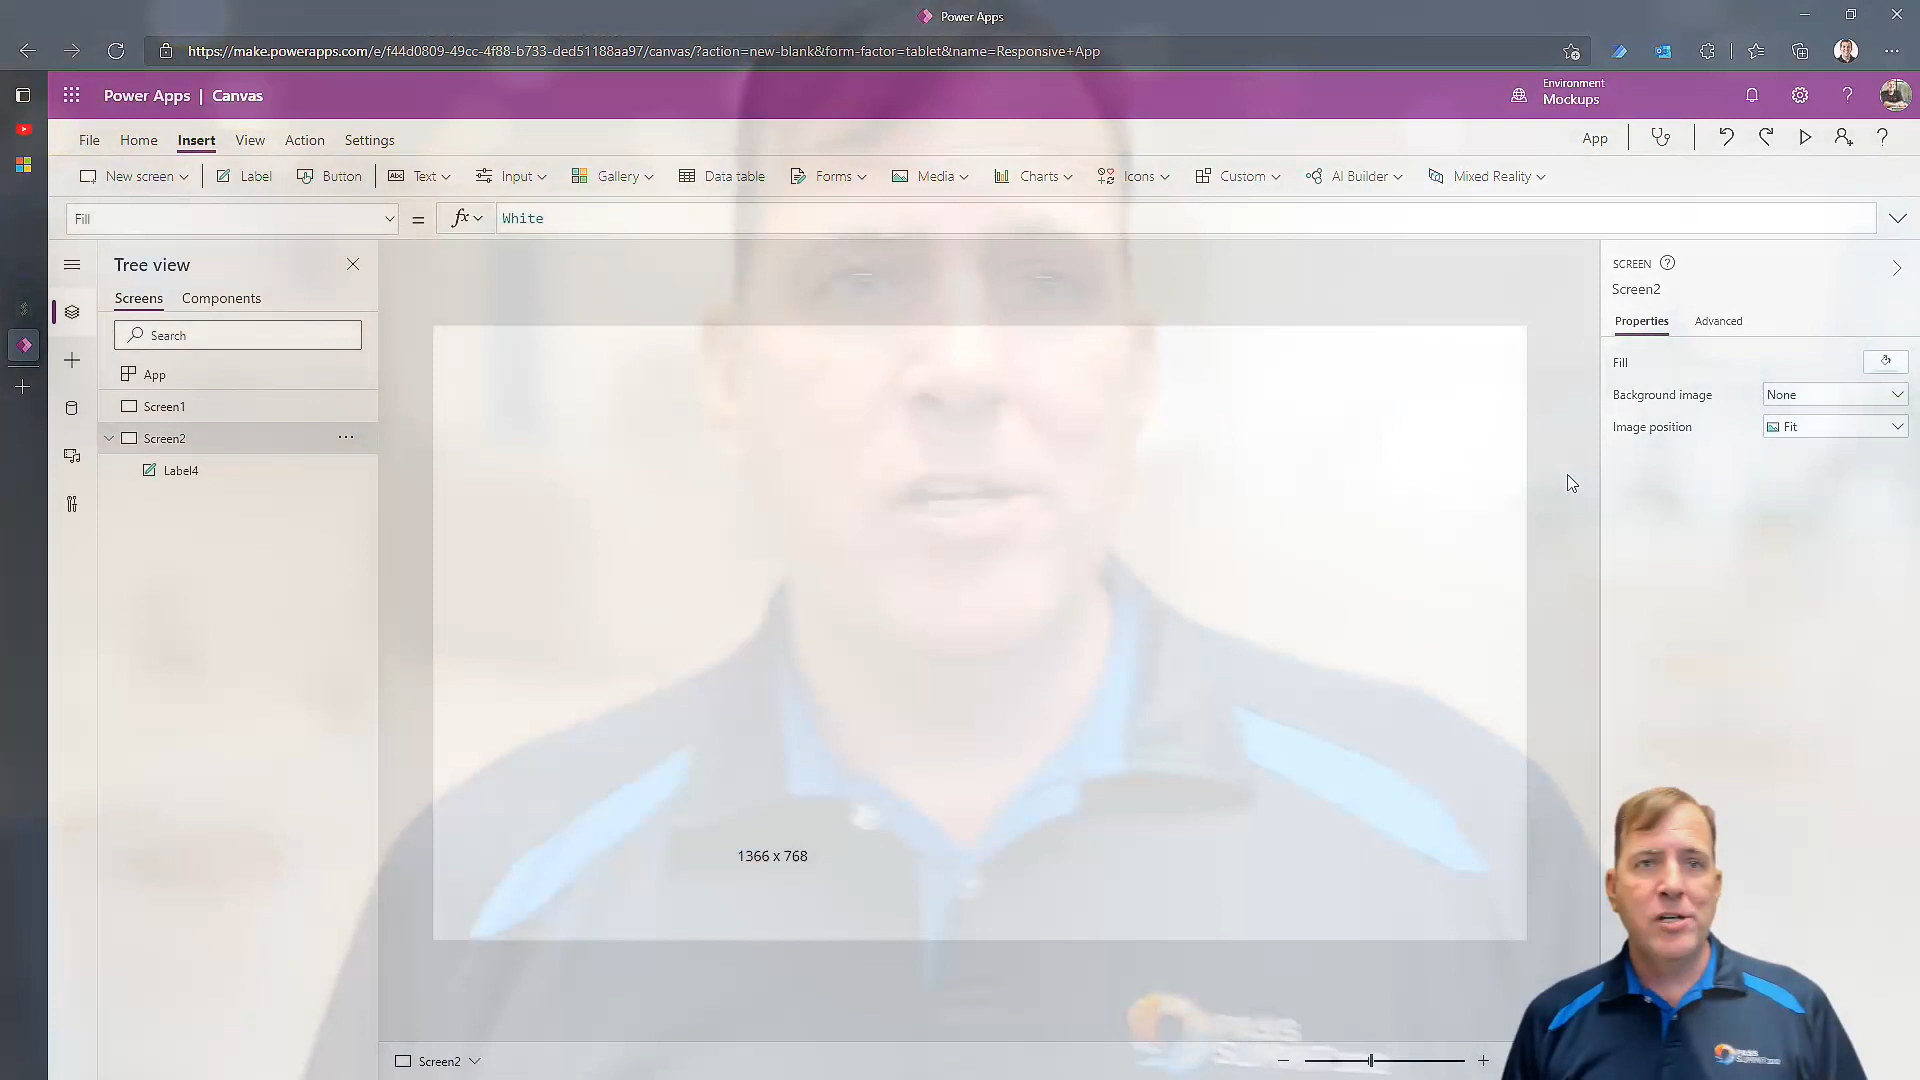 Power Apps
https://make.powerapps.com/e/f44d0809-49cc-4f88-b733-ded51188aa97/canvas/?action=new-blank&form-factor=tablet&name=Responsive+App
Power Apps | Canvas
Environment
Mockups
File Home Insert View Action Settings
App
New screen Label Button Text Input Gallery Data table Forms Media Charts Icons Custom AI Builder Mixed Reality
Fill = fx White
Tree view
Screens Components
Search
App
Screen1
Screen2
Label4
SCREEN
Screen2
Properties Advanced
Fill
Background image None
Image position Fit
1366 x 768
PASS
SUMMIT
Screen2
PASS
SUMMIT